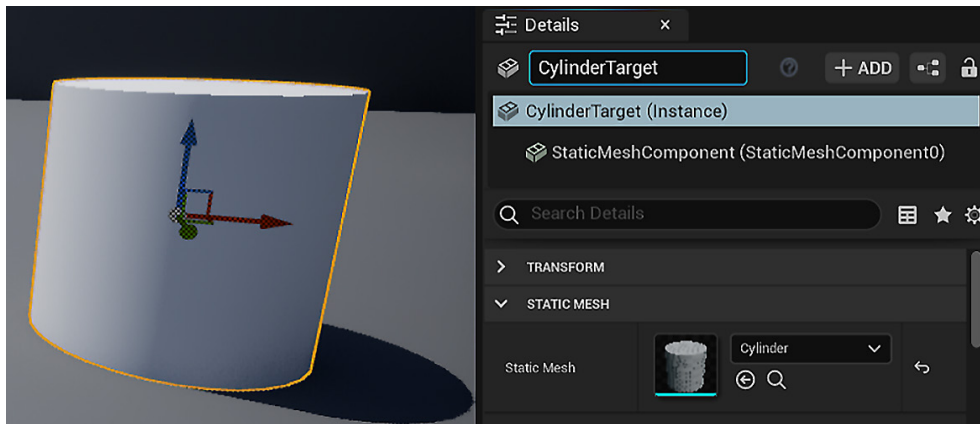 Details
CylinderTarget
ADD
CylinderTarget (Instance)
StaticMeshComponent (StaticMeshComponent0)
Search Details
TRANSFORM
STATIC MESH
Static Mesh
Cylinder